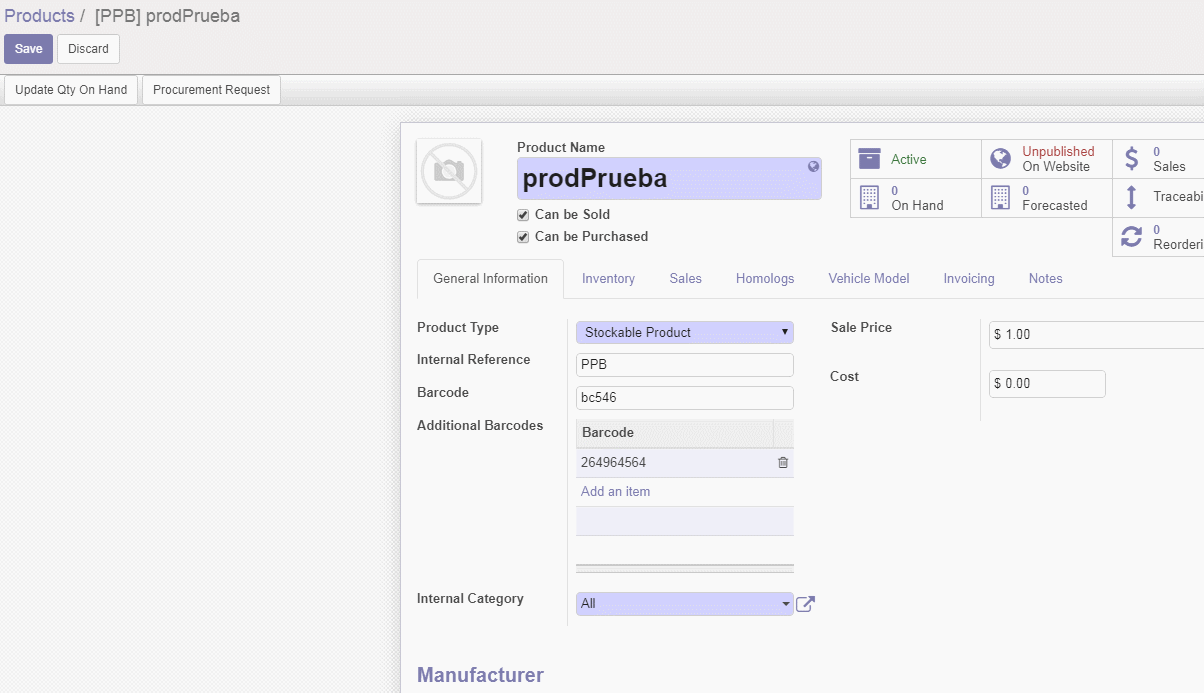 Products / [PPB] prodPrueba
Save Discard
Update Qty On Hand Procurement Request
Product Name
prodPrueba
Can be Sold
Can be Purchased
Active
Unpublished
On Website
0
Sales
0
On Hand
0
Forecasted
Traceabi
0
Reorderi
General Information Inventory Sales Homologs Vehicle Model Invoicing Notes
Product Type Stockable Product
Internal Reference PPB
Barcode bc546
Additional Barcodes Barcode
264964564
Add an item
Internal Category All
Sale Price $ 1.00
Cost $ 0.00
Manufacturer